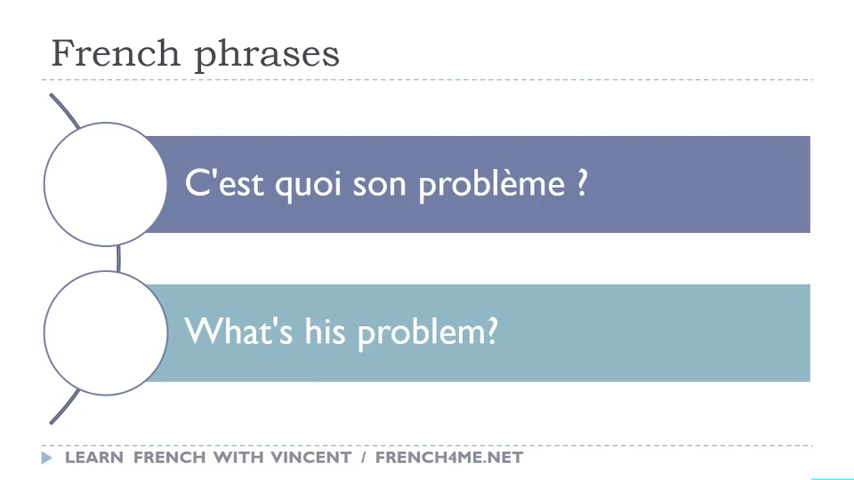 French phrases
C'est quoi son problème ?
What's his problem?
LEARN FRENCH WITH VINCENT / FRENCH4ME.NET